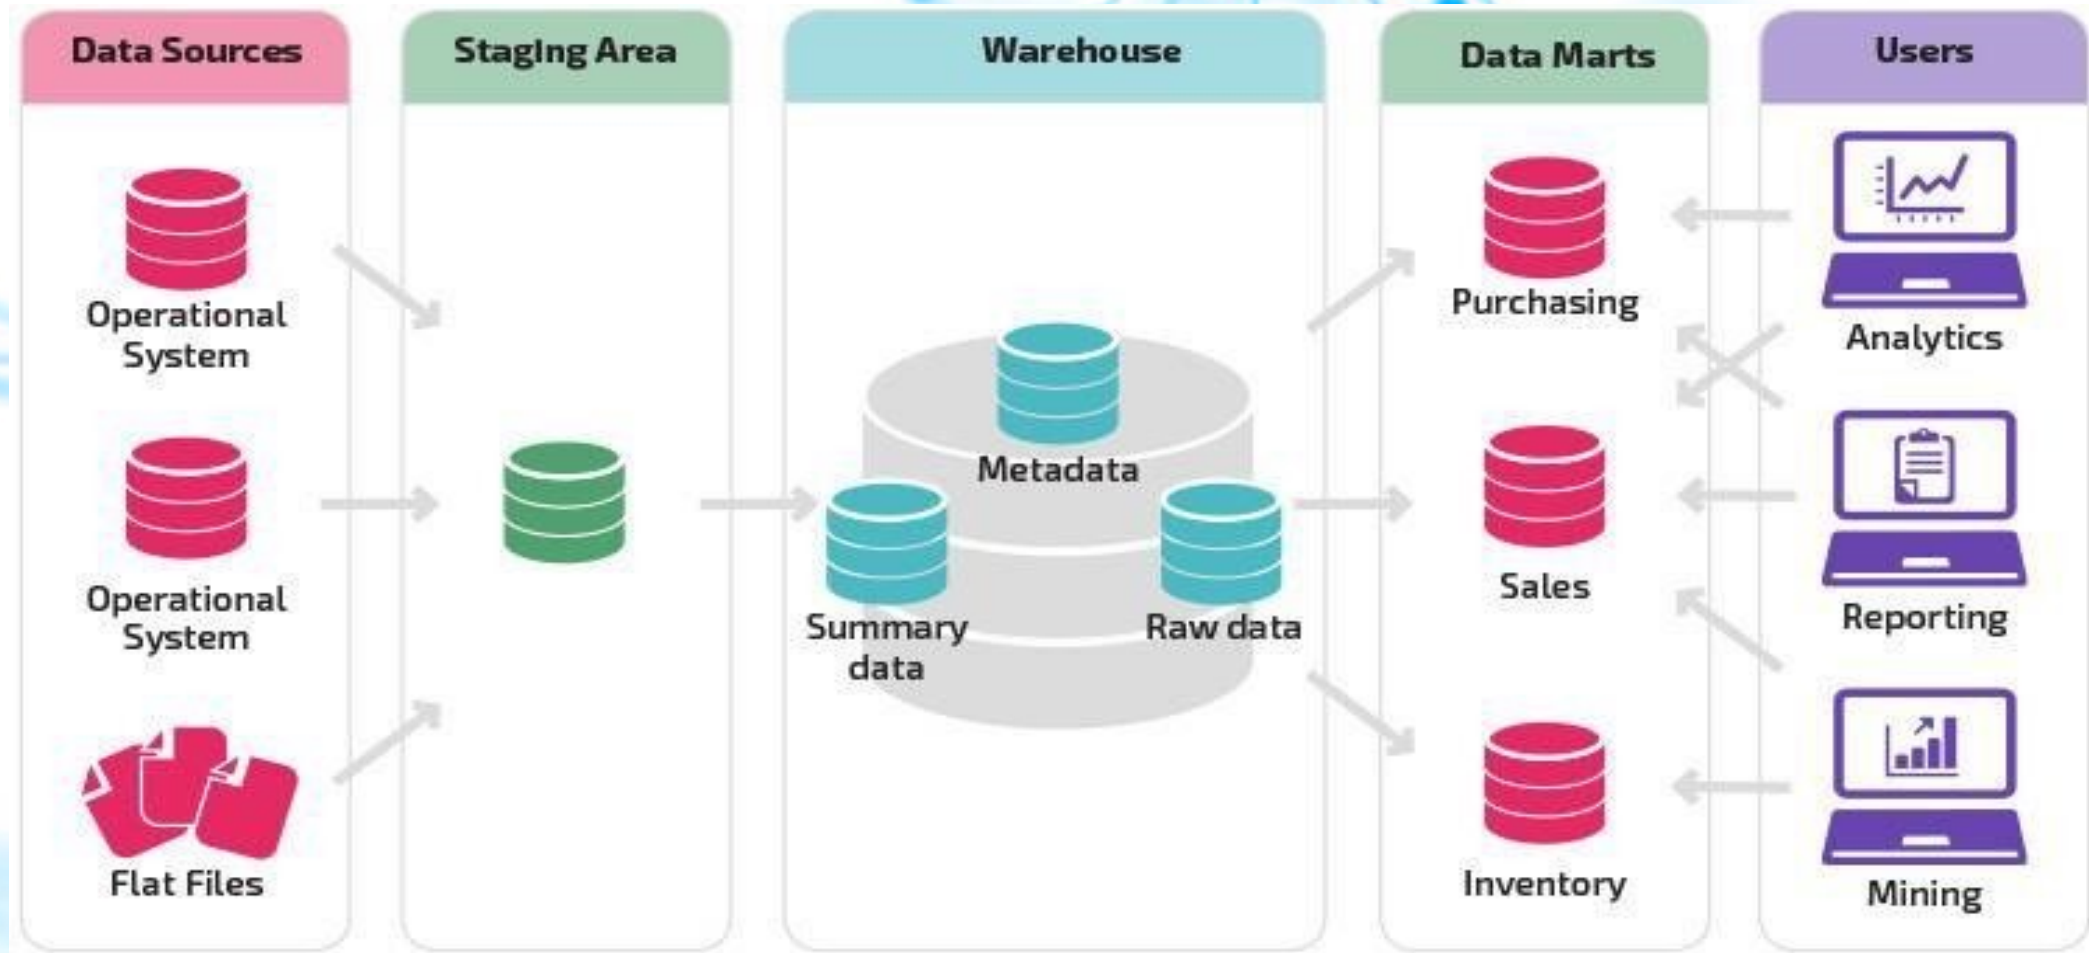 Data Sources
Staging Area
Warehouse
Data Marts
Users
Operational
System
Operational
System
Flat Files
Metadata
Summary
data
Raw data
Purchasing
Sales
Inventory
Analytics
Reporting
Mining